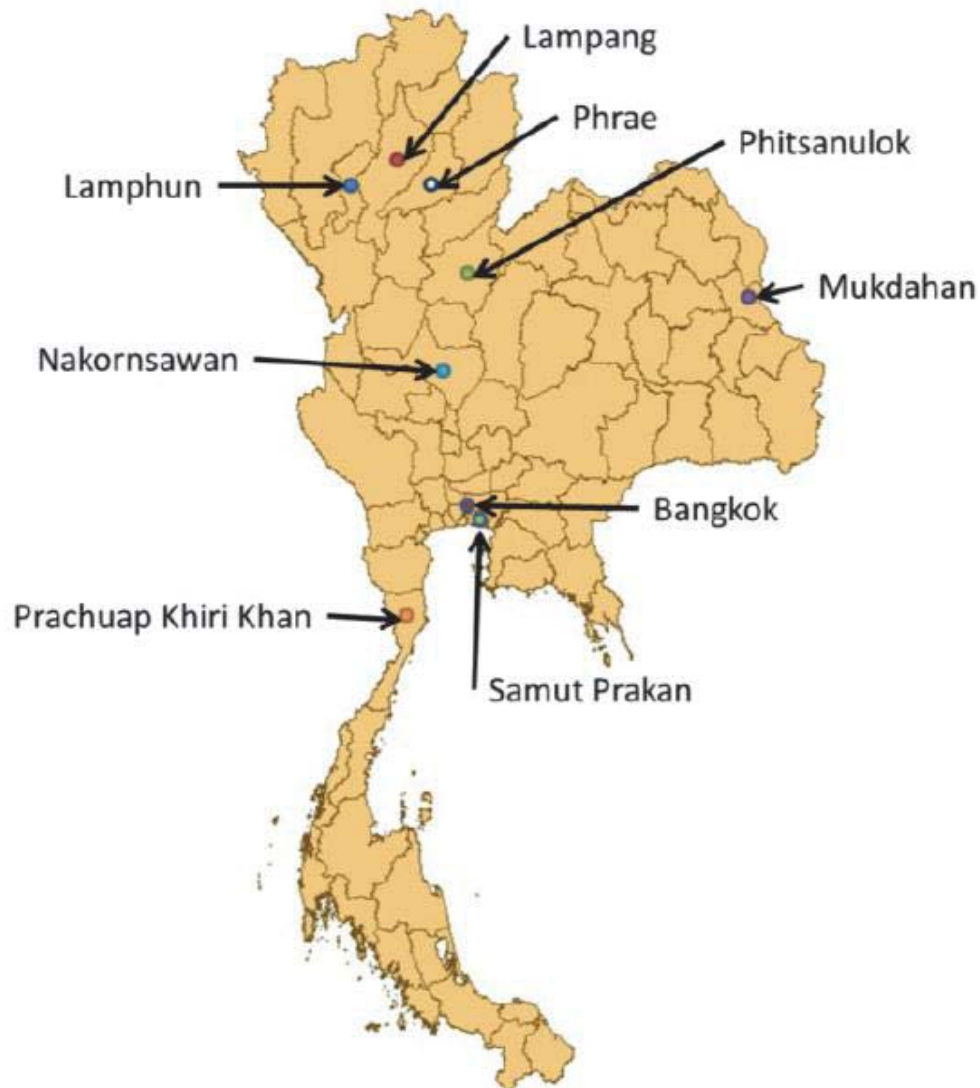 Lampang
Phrae
Phitsanulok
Lamphun
Mukdahan
Nakornsawan
Bangkok
Prachuap Khiri Khan
Samut Prakan